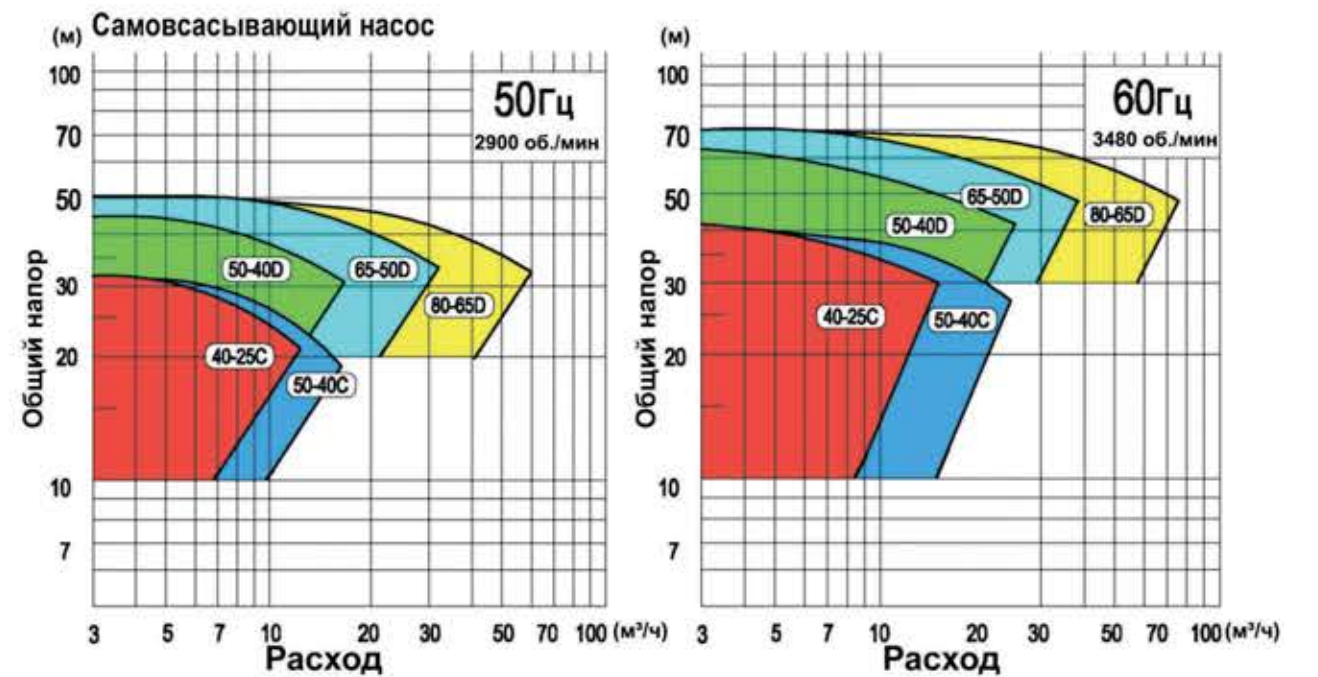 Самовсасывающий насос
(м)
100
70
50
30
20
10
7
Общий напор
50Гц
2900 об./мин
50-40D
65-50D
80-65D
40-25C
50-40C
3 5 7 10 20 30 50 70 100 (м³/ч)
Расход
(м)
100
70
50
30
20
10
7
Общий напор
60Гц
3480 об./мин
65-50D
80-65D
50-40D
40-25C
50-40C
3 5 7 10 20 30 50 70 100 (м³/ч)
Расход